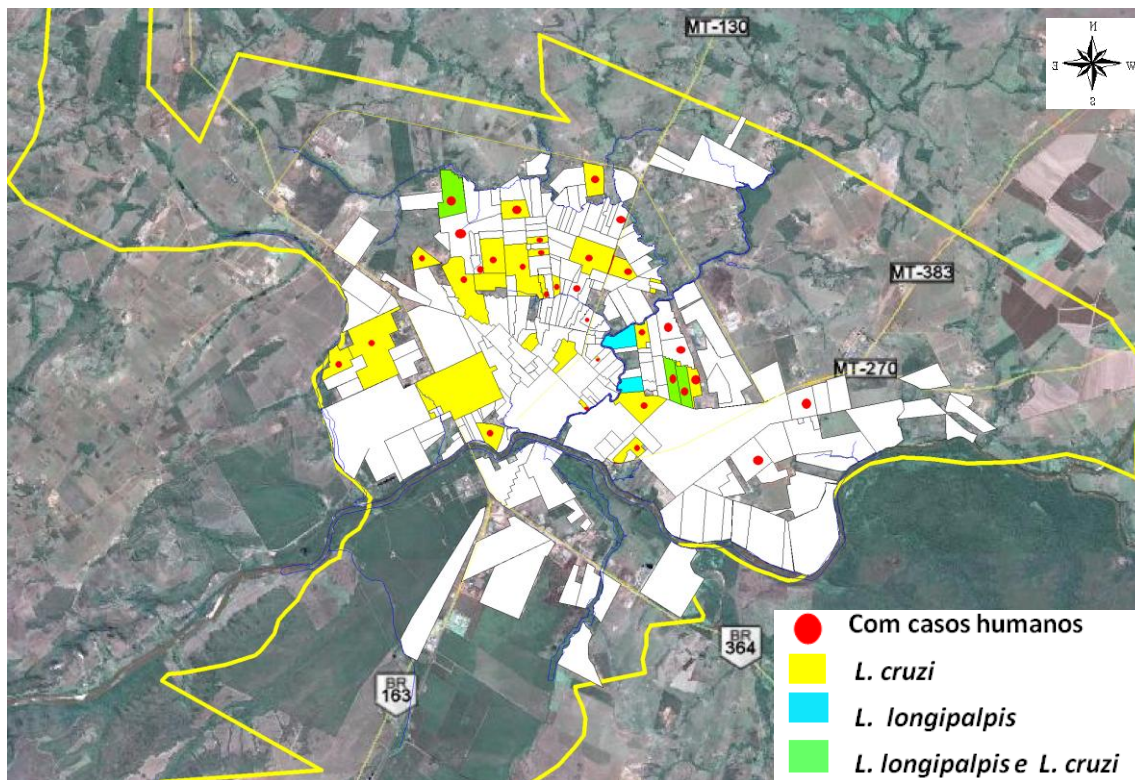 MT-130
N
E W
S
MT-383
MT-270
BR
364
BR
163
Com casos humanos
L. cruzi
L. longipalpis
L. longipalpis e L. cruzi